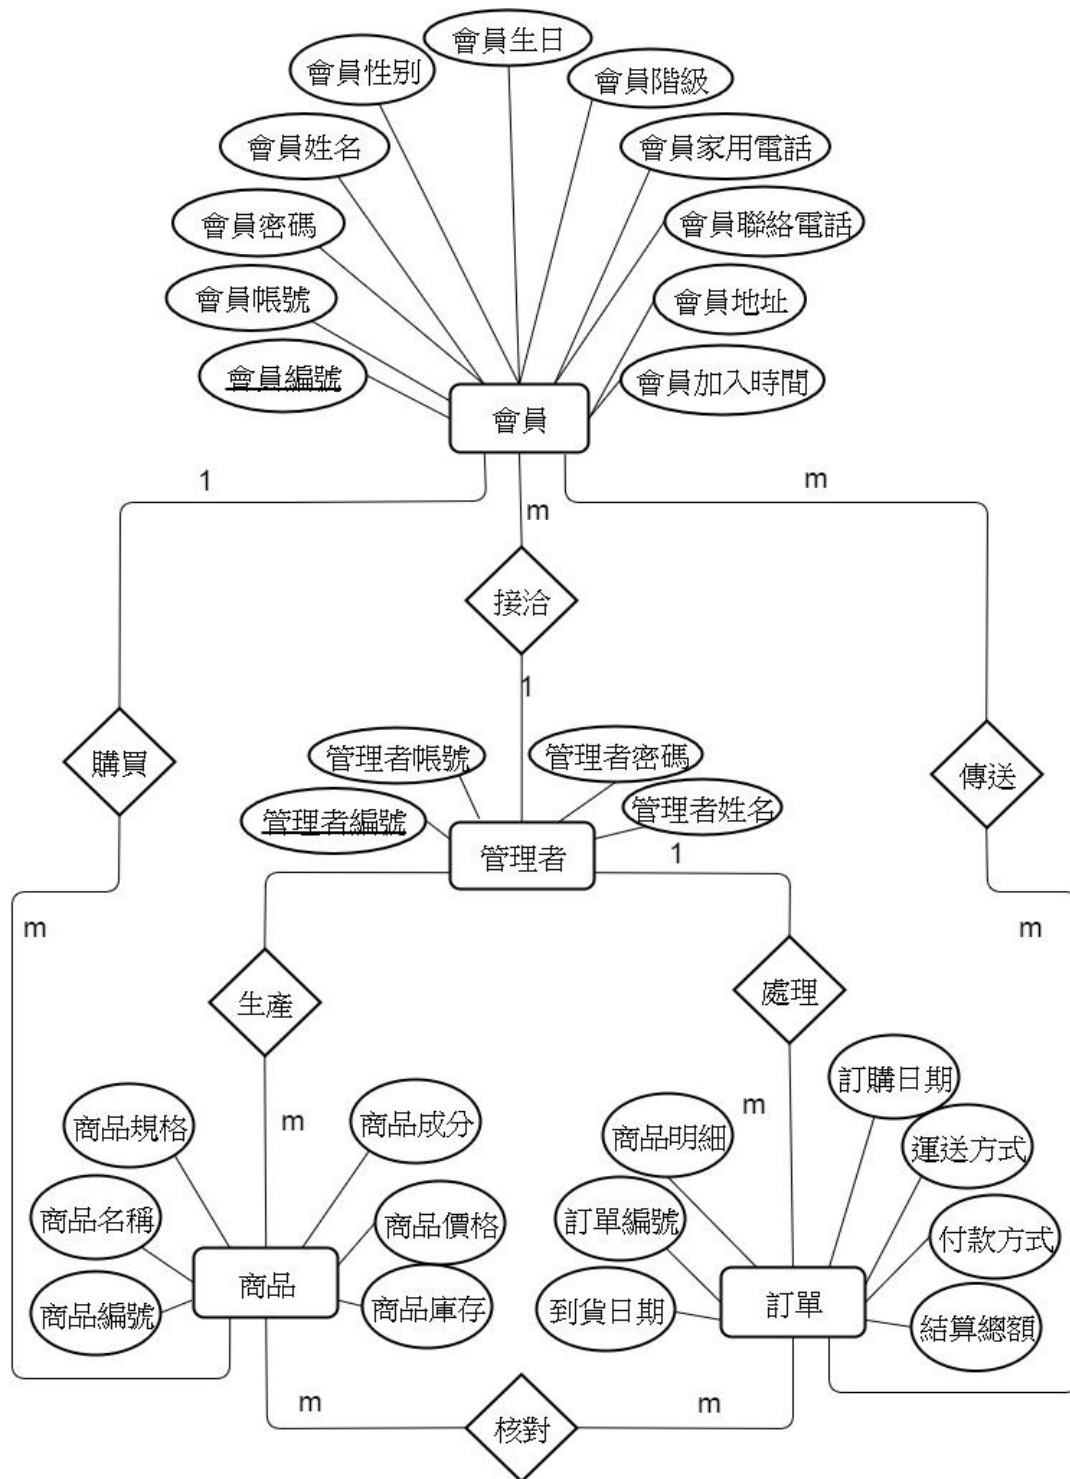 會員生日
會員性別
會員階級
會員姓名
會員家用電話
會員密碼
會員聯絡電話
會員帳號
會員地址
會員編號
會員加入時間
會員
1
m
m
接洽
1
購買
傳送
管理者帳號
管理者密碼
管理者編號
管理者姓名
管理者
1
m
m
生產
處理
訂購日期
m
m
商品規格
商品成分
商品明細
運送方式
商品名稱
商品價格
訂單編號
付款方式
商品編號
商品
商品庫存
到貨日期
訂單
結算總額
m
m
核對